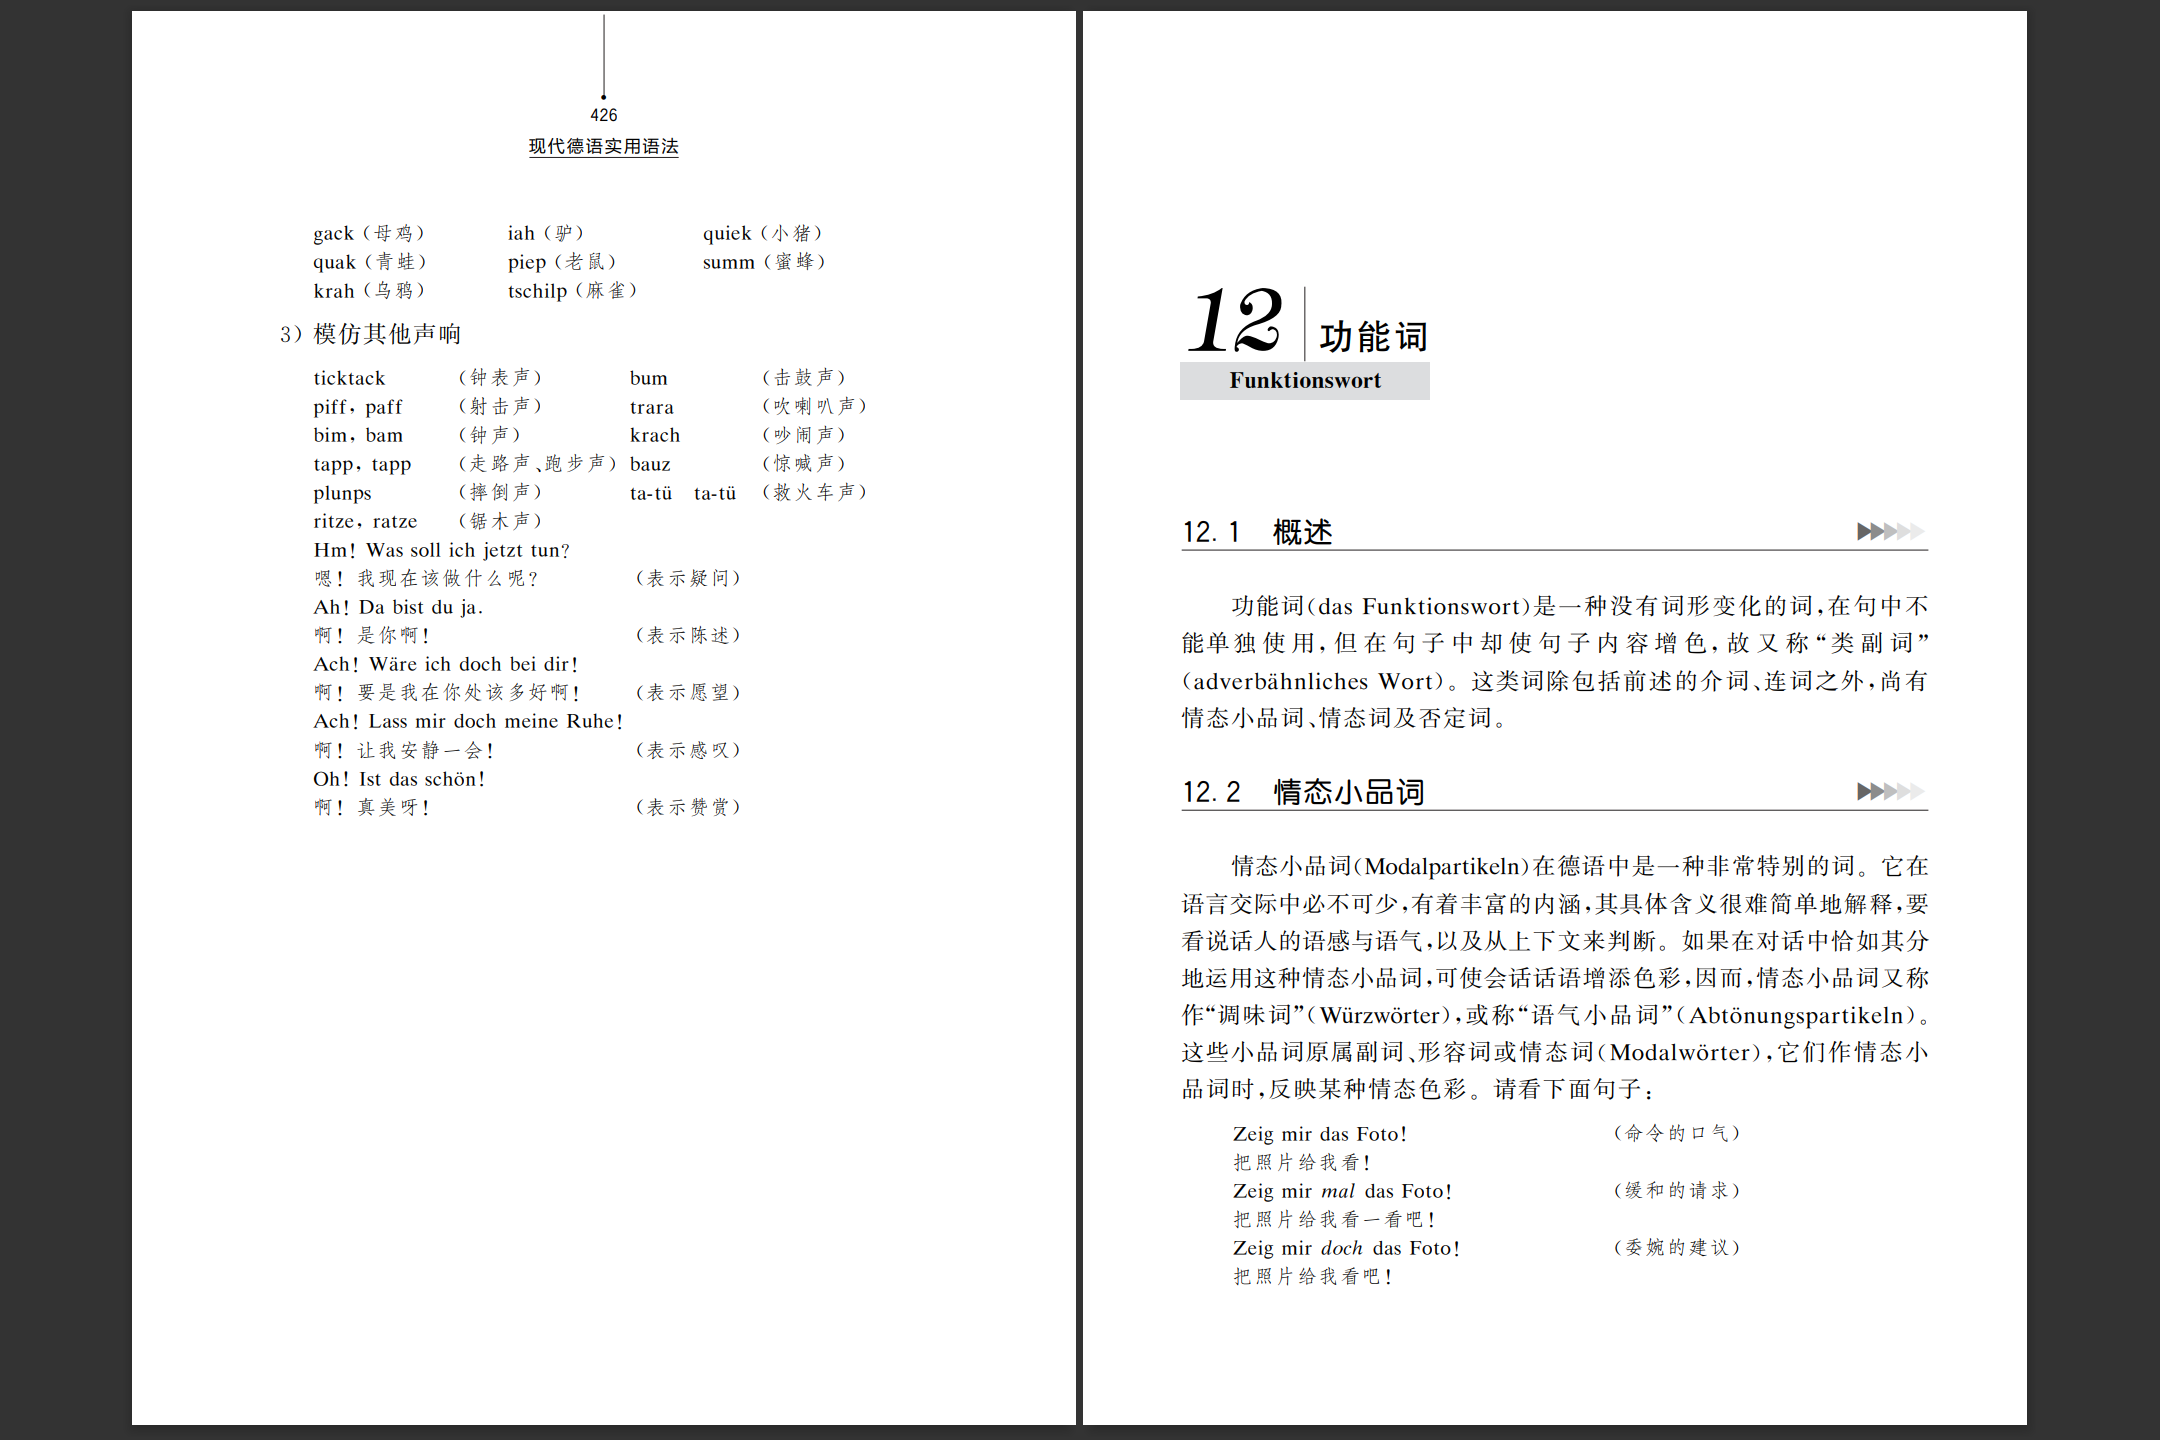 426
现代德语实用语法
gack（母鸡） iah（驴） quiek（小猪）
quak（青蛙） piep（老鼠） summ（蜜蜂）
krah（乌鸦） tschilp（麻雀）
3）模仿其他声响
ticktack （钟表声） bum （击鼓声）
piff，paff （射击声） trara （吹喇叭声）
bim，bam （钟声） krach （吵闹声）
tapp，tapp （走路声、跑步声） bauz （惊喊声）
plunps （摔倒声） ta-tü ta-tü （救火车声）
ritze，ratze （锯木声）
Hm！Was soll ich jetzt tun？
嗯！我现在该做什么呢？ （表示疑问）
Ah！Da bist du ja.
啊！是你啊！ （表示陈述）
Ach！Wäre ich doch bei dir！
啊！要是我在你处该多好啊！ （表示愿望）
Ach！Lass mir doch meine Ruhe！
啊！让我安静一会！ （表示感叹）
Oh！Ist das schön！
啊！真美呀！ （表示赞赏）
12 功能词
Funktionswort
12.1 概述
功能词（das Funktionswort）是一种没有词形变化的词，在句中不
能单独使用，但在句子中却使句子内容增色，故又称“类副词”
（adverbähnliches Wort）。这类词除包括前述的介词、连词之外，尚有
情态小品词、情态词及否定词。
12.2 情态小品词
情态小品词（Modalpartikeln）在德语中是一种非常特别的词。它在
语言交际中必不可少，有着丰富的内涵，其具体含义很难简单地解释，要
看说话人的语感与语气，以及从上下文来判断。如果在对话中恰如其分
地运用这种情态小品词，可使会话话语增添色彩，因而，情态小品词又称
作“调味词”（Würzwörter），或称“语气小品词”（Abtönungspartikeln）。
这些小品词原属副词、形容词或情态词（Modalwörter），它们作情态小
品词时，反映某种情态色彩。请看下面句子：
Zeig mir das Foto！ （命令的口气）
把照片给我看！
Zeig mir mal das Foto！ （缓和的请求）
把照片给我看一看吧！
Zeig mir doch das Foto！ （委婉的建议）
把照片给我看吧！